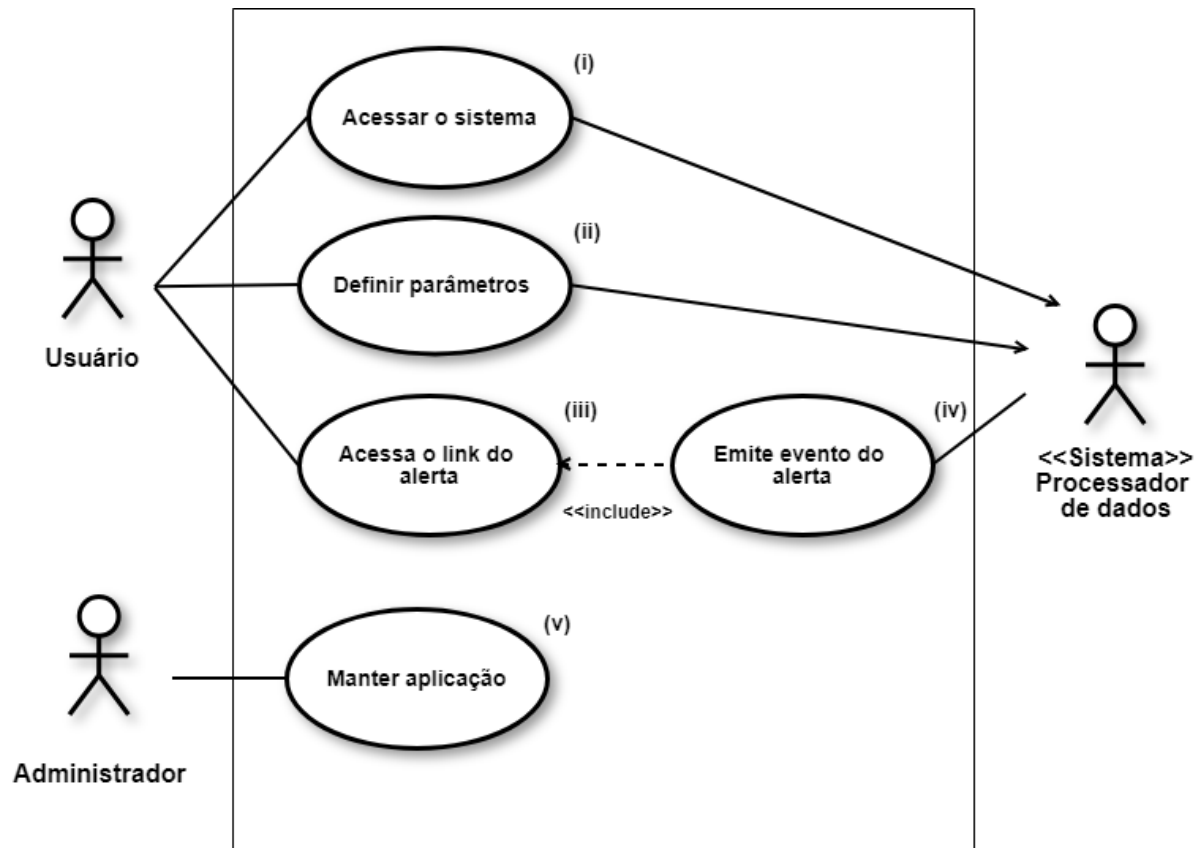 (i)
Acessar o sistema
(ii)
Definir parâmetros
Usuário
(iii)
Acessa o link do
alerta
(iv)
Emite evento do
alerta
<<include>>
<<Sistema>>
Processador
de dados
(v)
Manter aplicação
Administrador